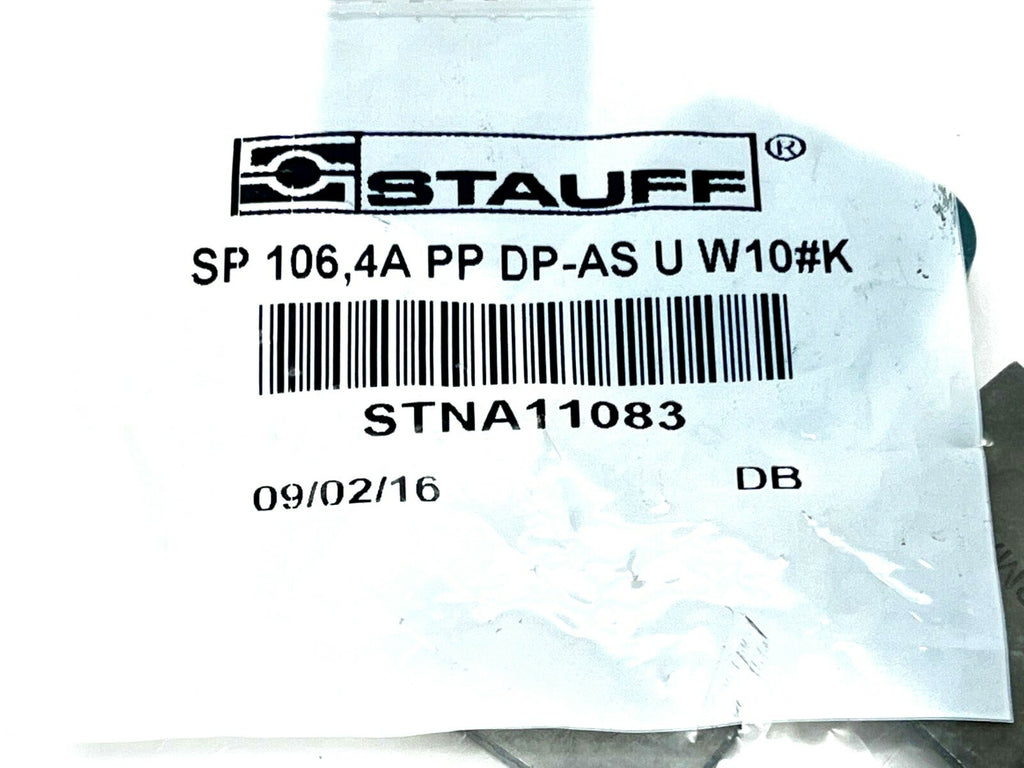 STAUFF®
SP 106,4A PP DP-AS U W10#K
STNA11083
09/02/16 DB